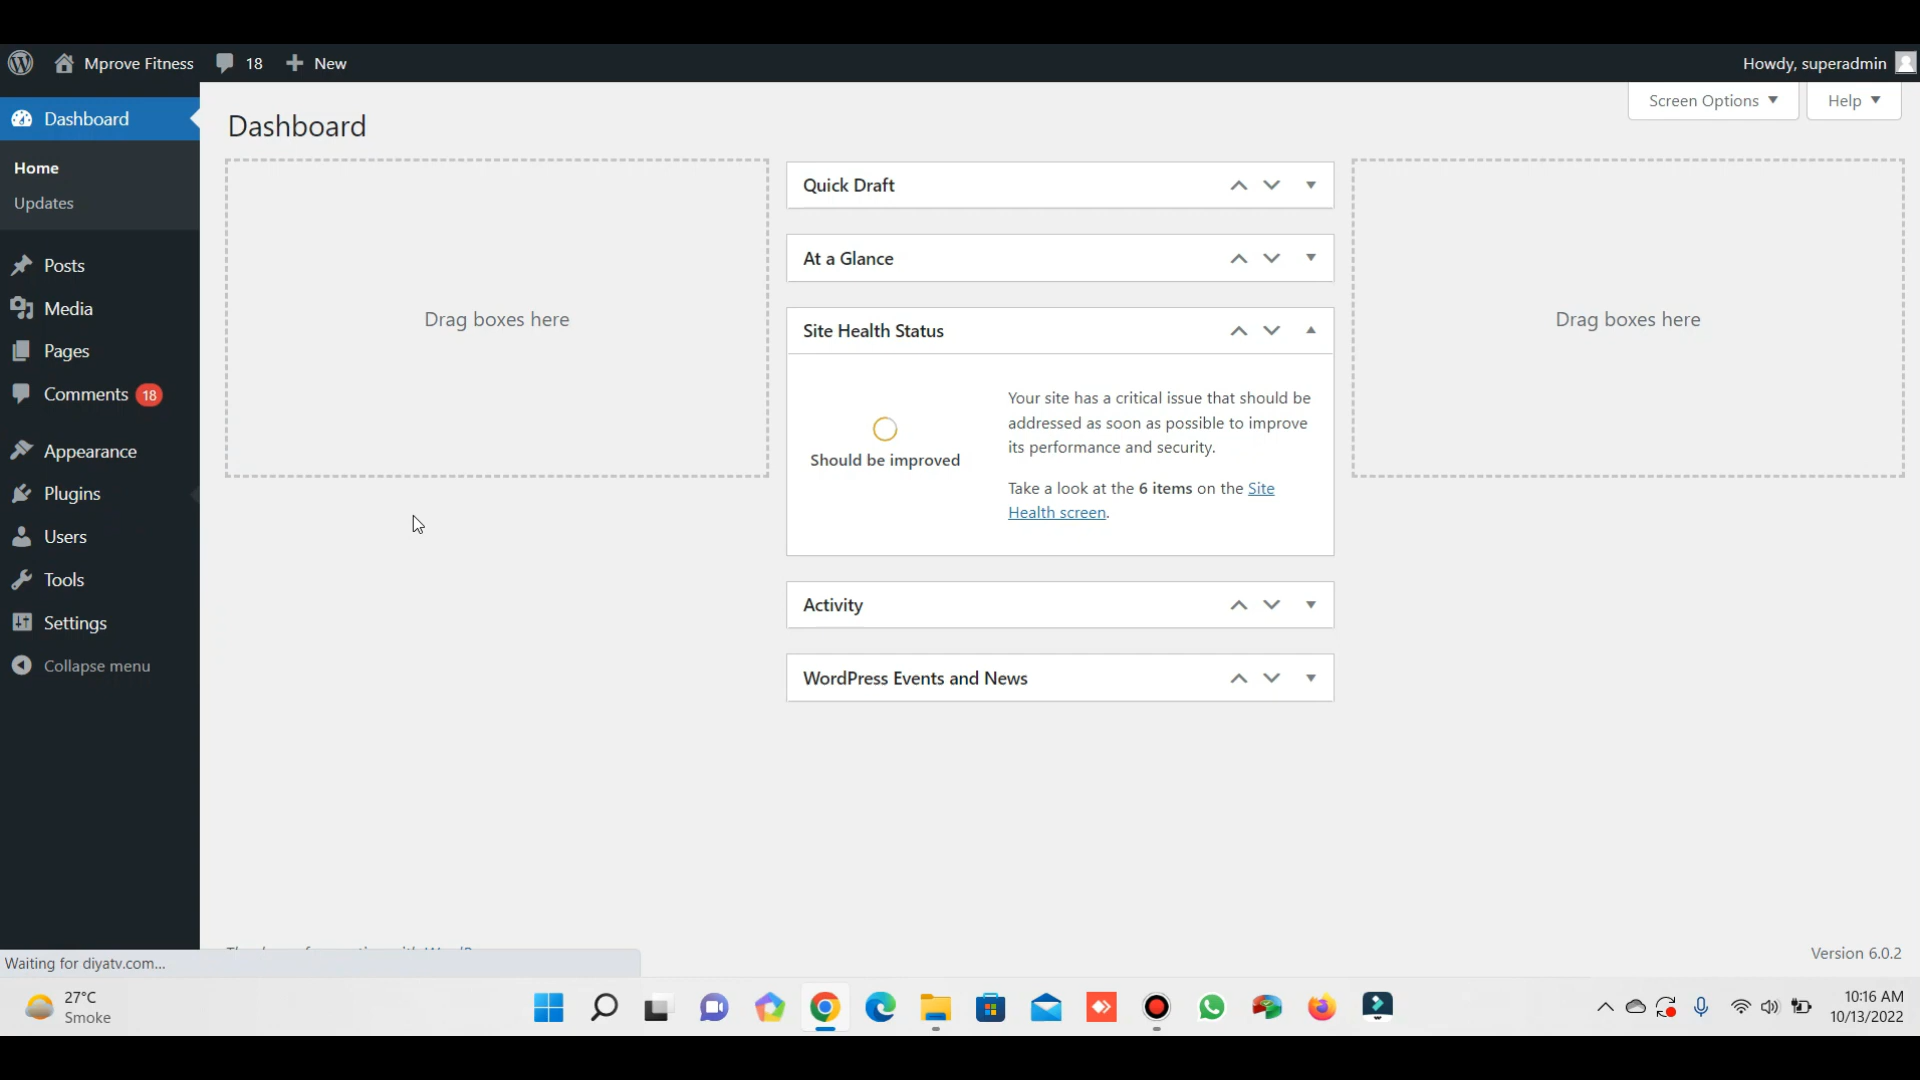 Mprove Fitness
18
New
Howdy, superadmin
Screen Options
Help
Dashboard
Home
Updates
Posts
Media
Pages
Comments 18
Appearance
Plugins
Users
Tools
Settings
Collapse menu
Dashboard
Drag boxes here
Quick Draft
At a Glance
Site Health Status
Should be improved
Your site has a critical issue that should be
addressed as soon as possible to improve
its performance and security.
Take a look at the 6 items on the Site
Health screen.
Activity
WordPress Events and News
Drag boxes here
Version 6.0.2
Waiting for diyatv.com...
27°C
Smoke
10:16 AM
10/13/2022